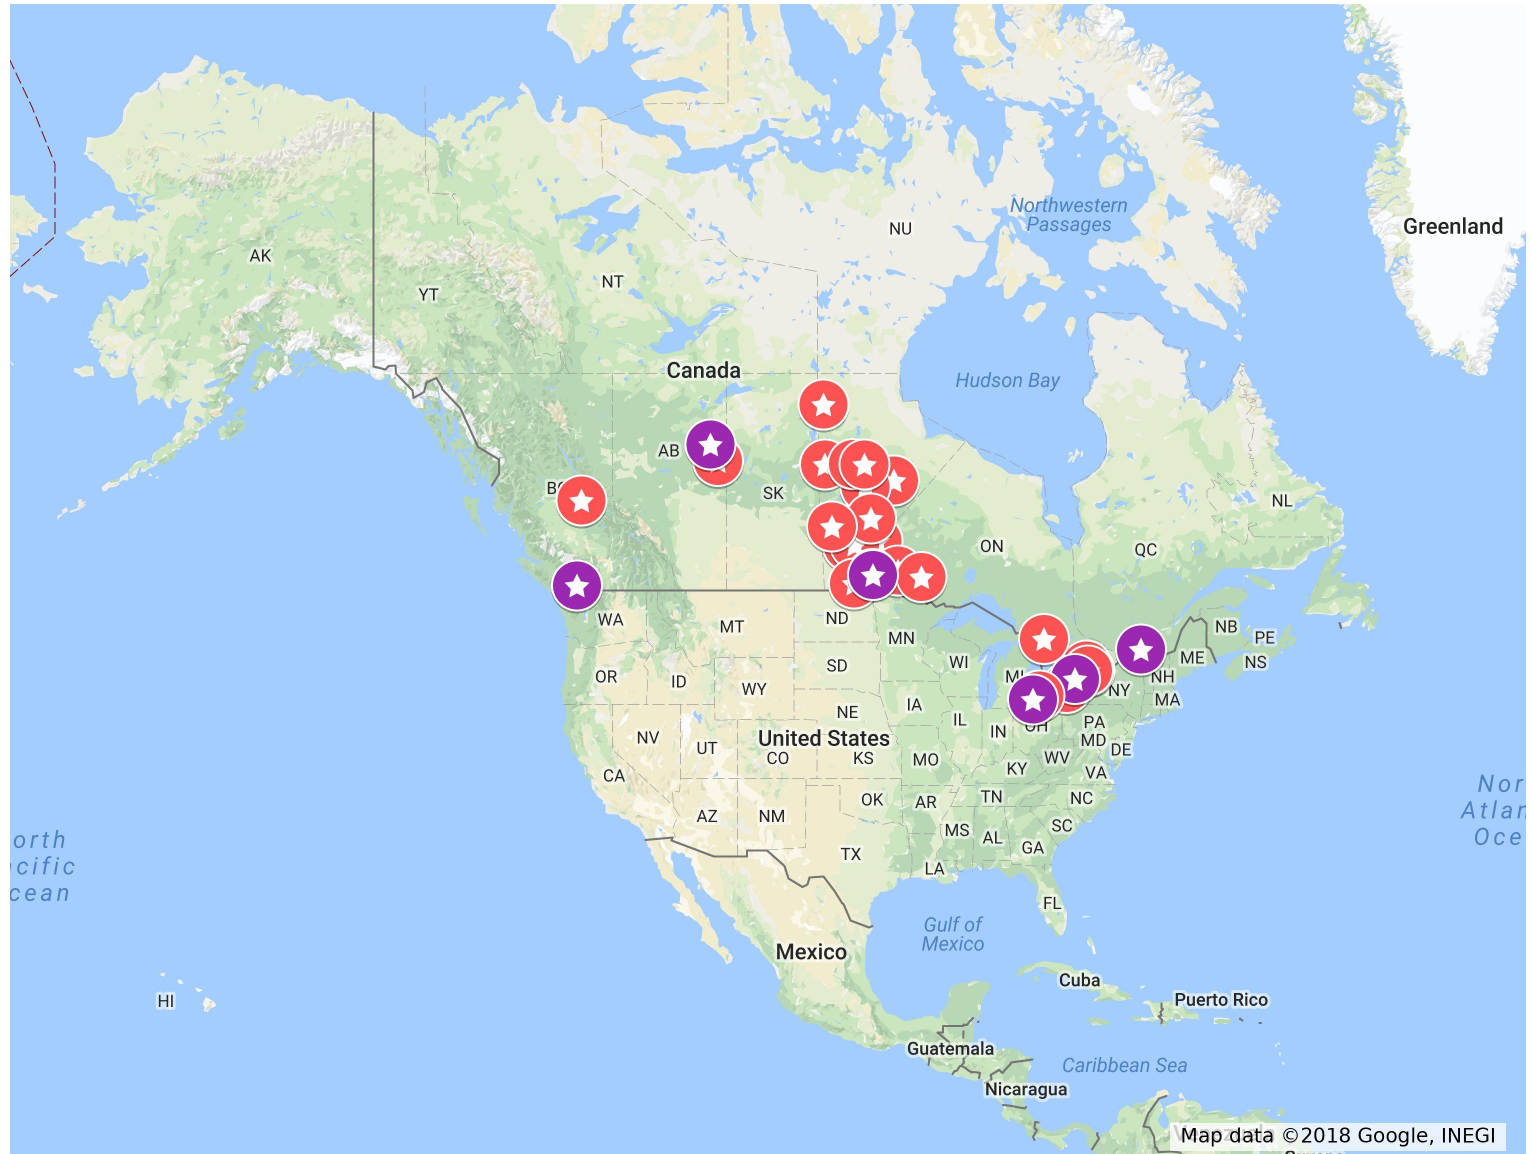 Greenland
Northwestern
Passages
NU
AK
NT
YT
Canada
Hudson Bay
AB
SK
NL
ON
QC
WA
MT
ND
MN
NB
PE
NS
ME
OR
ID
SD
WI
WY
NY
NH
MA
NE
IA
IL
IN
PA
MD
DE
NV
UT
United States
CO
KS
MO
KY
WV
VA
CA
AZ
NM
OK
AR
TN
NC
SC
MS
AL
GA
TX
LA
FL
Gulf of
Mexico
Mexico
HI
Cuba
Puerto Rico
Guatemala
Caribbean Sea
Nicaragua
Map data ©2018 Google, INEGI